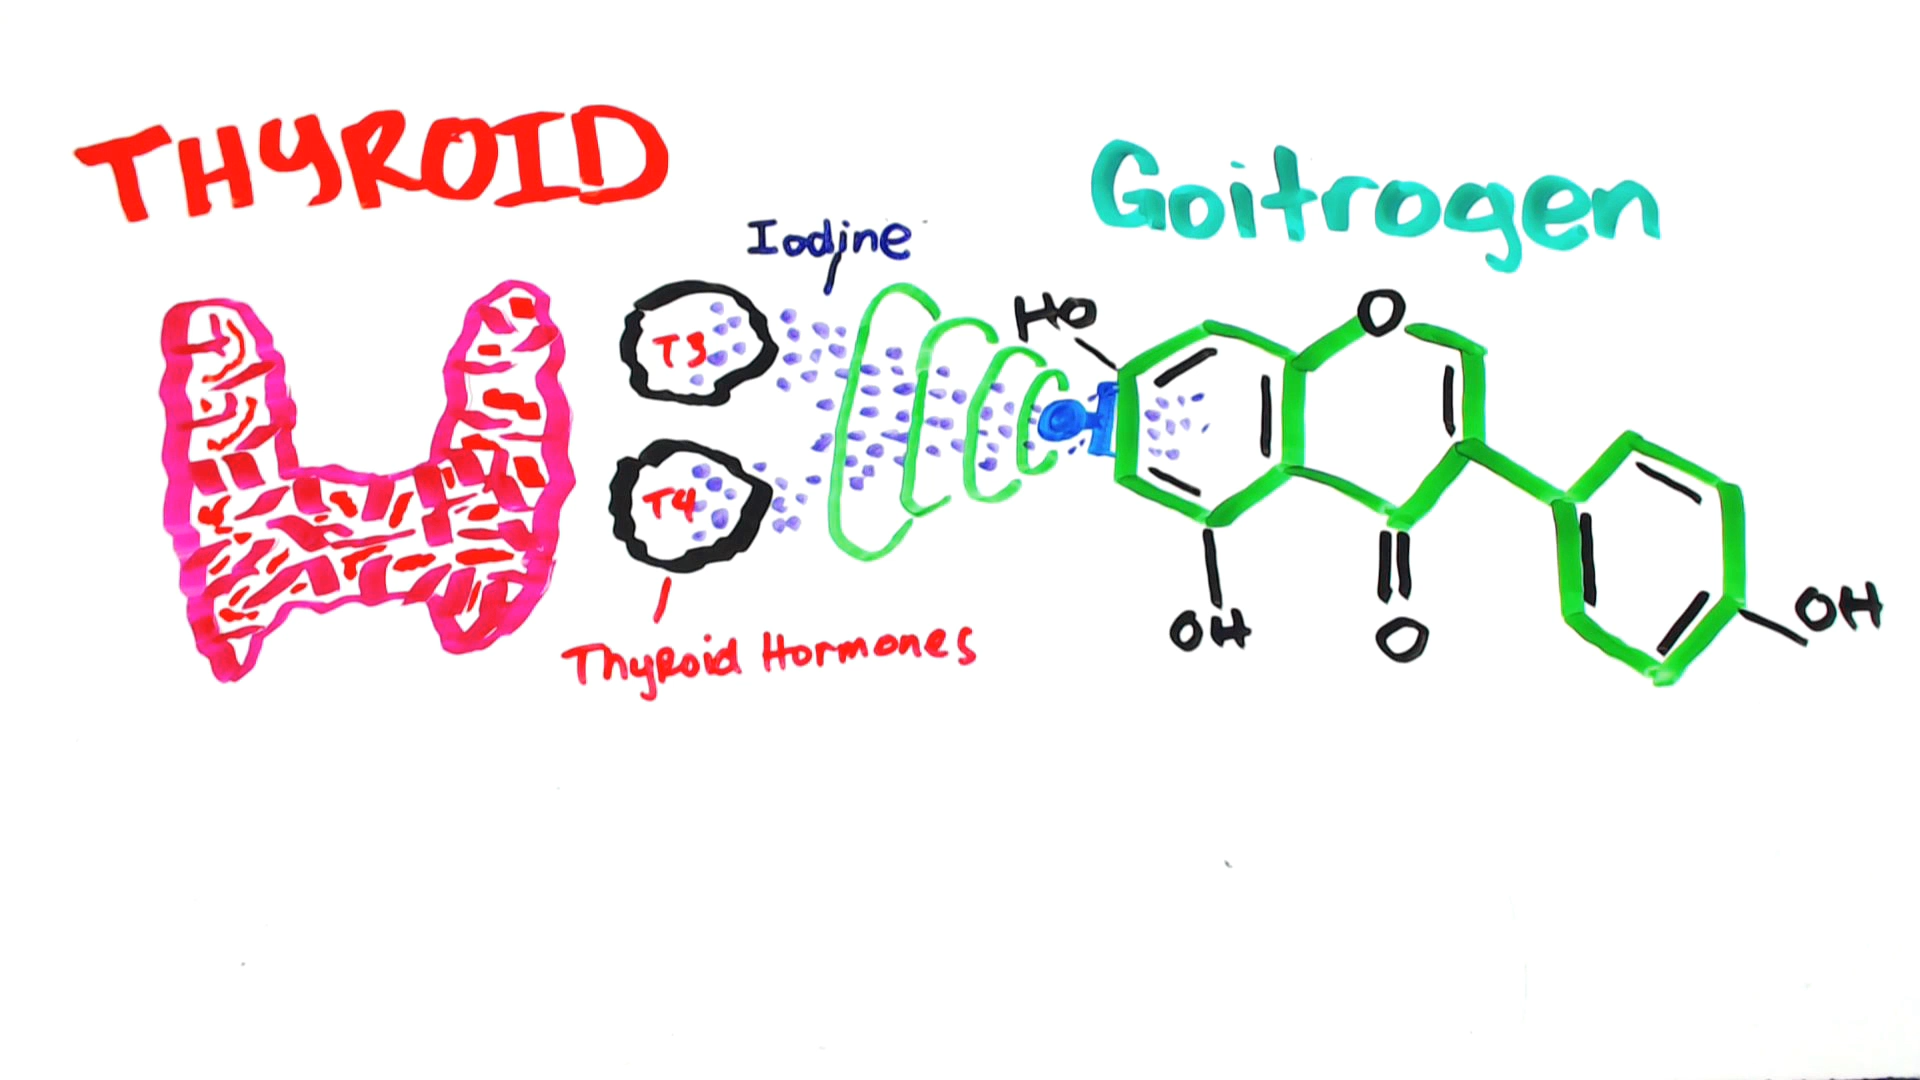 THYROID
Goitrogen
Iodine
T3
T4
Thyroid Hormones
HO
O
OH
O
OH